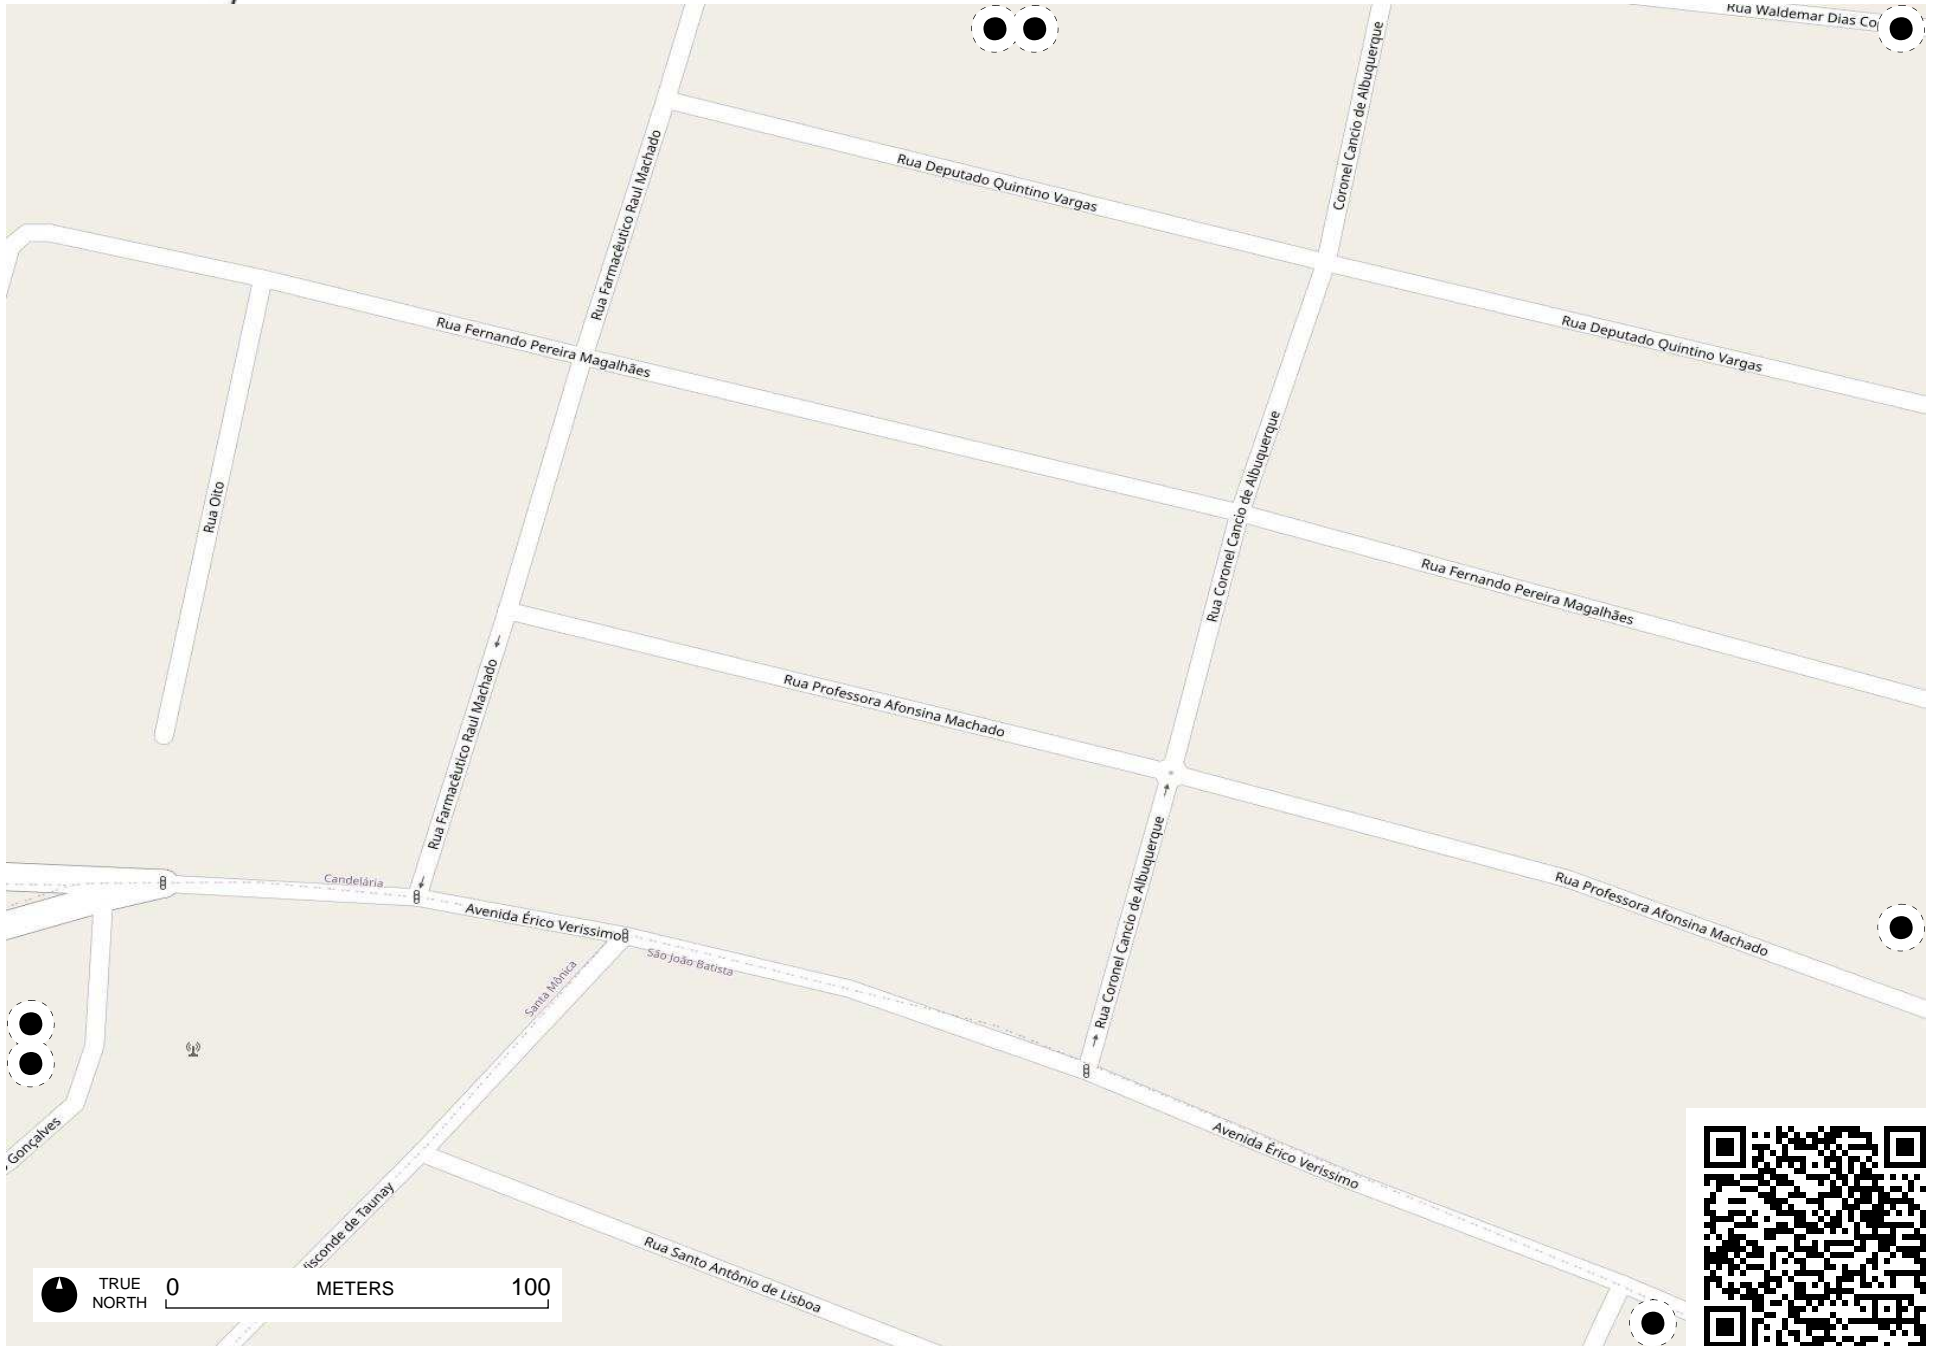 Rua Waldemar Dias Co
Coronel Cancio de Albuquerque
Rua Deputado Quintino Vargas
Rua Farmacêutico Raul Machado
Rua Deputado Quintino Vargas
Rua Fernando Pereira Magalhães
Rua Coronel Cancio de Albuquerque
Rua Oito
Rua Fernando Pereira Magalhães
Rua Professora Afonsina Machado
Rua Farmacêutico Raul Machado
Rua Coronel Cancio de Albuquerque
Candelária
Rua Professora Afonsina Machado
Avenida Érico Verissimo
São João Batista
Santa Mônica
Gonçalves
Avenida Érico Verissimo
isconde de Taunay
Rua Santo Antônio de Lisboa
TRUE
NORTH
0 METERS 100